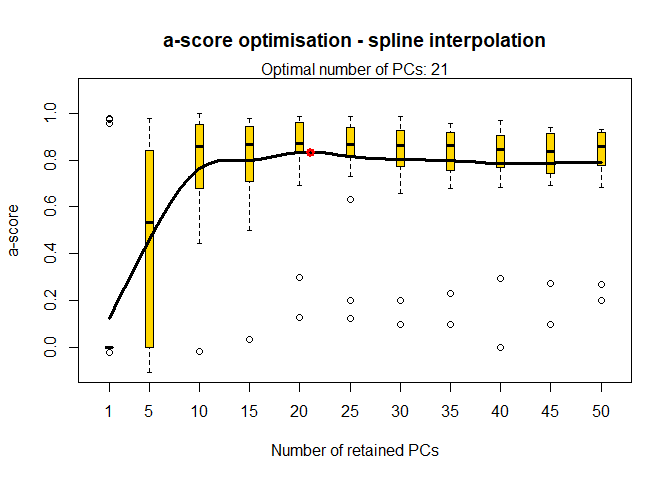 a-score optimisation - spline interpolation
Optimal number of PCs: 21
a-score
1.0
0.8
0.6
0.4
0.2
0.0
1 5 10 15 20 25 30 35 40 45 50
Number of retained PCs